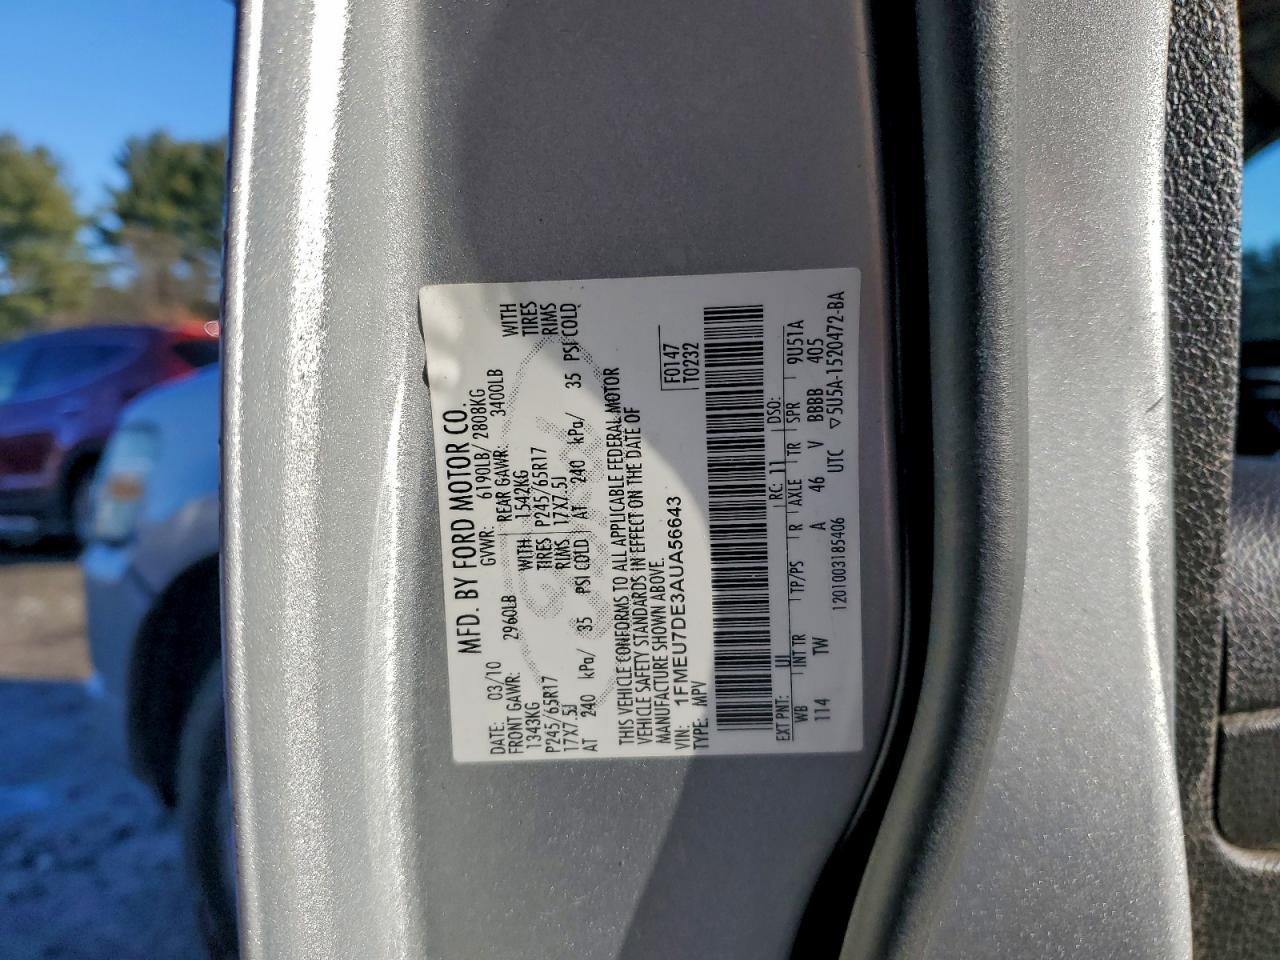 MFD. BY FORD MOTOR CO.
DATE: 03/10 GVWR: 6190LB/ 2808KG
FRONT GAWR: 2960LB REAR GAWR: 3400LB
1343KG WITH 1542KG WITH
P245/65R17 TIRES P245/65R17 TIRES
17X7.5J RIMS 17X7.5J RIMS
AT 240 kPa/ 35 PSI COLD AT 240 kPa/ 35 PSI COLD
THIS VEHICLE CONFORMS TO ALL APPLICABLE FEDERAL MOTOR
VEHICLE SAFETY STANDARDS IN EFFECT ON THE DATE OF
MANUFACTURE SHOWN ABOVE.
VIN: 1FMEU7DE3AUA56643 F0147
TYPE: MPV T0232
EXT PNT: UI RC: 11 DSO:
WB INT TR TP/PS R AXLE TR SPR 9U51A
114 TW A 46 V BBBB 405
1201003185406 UTC ▽5U5A-1520472-BA